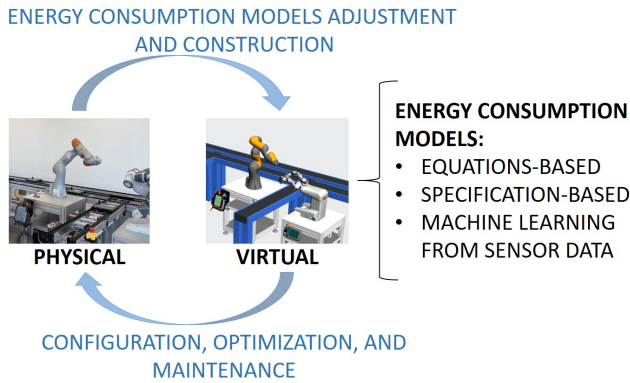 ENERGY CONSUMPTION MODELS ADJUSTMENT
AND CONSTRUCTION
ENERGY CONSUMPTION
MODELS:
• EQUATIONS-BASED
• SPECIFICATION-BASED
• MACHINE LEARNING
FROM SENSOR DATA
PHYSICAL
VIRTUAL
CONFIGURATION, OPTIMIZATION, AND
MAINTENANCE